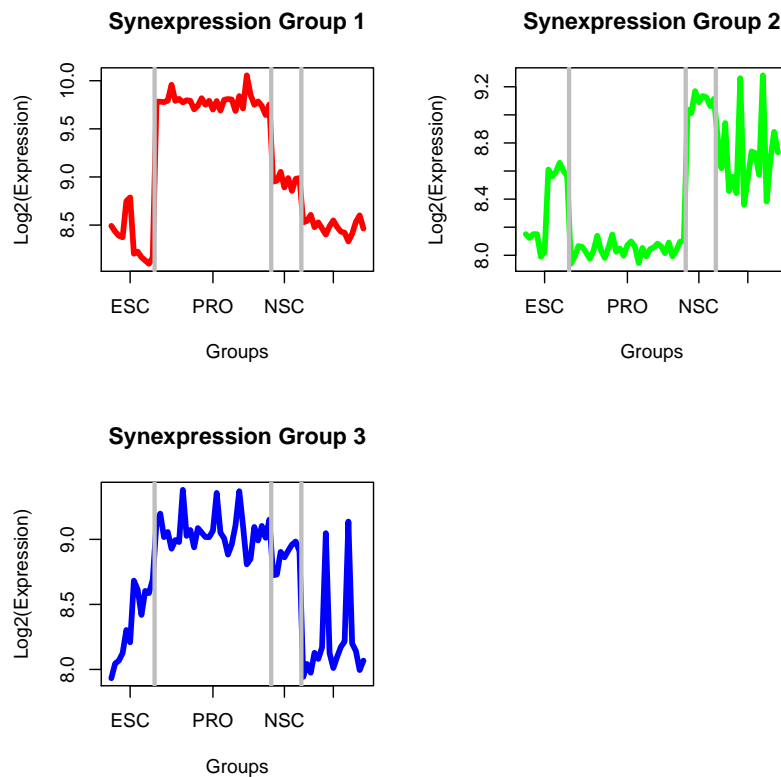 Synexpression Group 1
Log2(Expression)
10.0
9.5
9.0
8.5
ESC PRO NSC
Groups
Synexpression Group 2
Log2(Expression)
9.2
8.8
8.4
8.0
ESC PRO NSC
Groups
Synexpression Group 3
Log2(Expression)
9.0
8.5
8.0
ESC PRO NSC
Groups